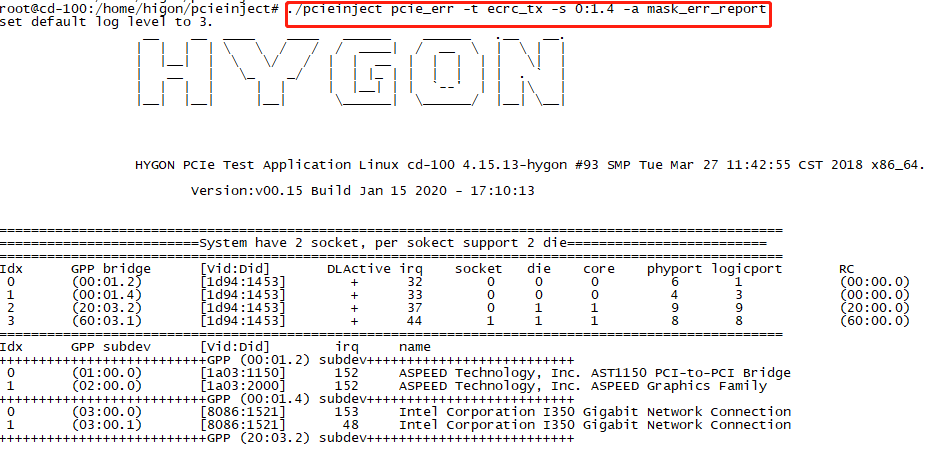 root@cd-100:/home/higon/pcieinject# ./pcieinject pcie_err -t ecrc_tx -s 0:1.4 -a mask_err_report
set default log level to 3.
HYGON
HYGON PCIe Test Application Linux cd-100 4.15.13-hygon #93 SMP Tue Mar 27 11:42:55 CST 2018 x86_64.
Version:v00.15 Build Jan 15 2020 - 17:10:13
=========================System have 2 socket, per sokect support 2 die=========================
Idx GPP bridge [Vid:Did] DLActive irq socket die core phyport logicport RC
0 (00:01.2) [1d94:1453] + 32 0 0 0 6 1 (00:00.0)
1 (00:01.4) [1d94:1453] + 33 0 0 0 4 3 (00:00.0)
2 (20:03.2) [1d94:1453] + 37 0 1 1 9 9 (20:00.0)
3 (60:03.1) [1d94:1453] + 44 1 1 1 8 8 (60:00.0)
Idx GPP subdev [Vid:Did] irq name
++++++++++++++++++++++++++GPP (00:01.2) subdev++++++++++++++++++++++++++
0 (01:00.0) [1a03:1150] 152 ASPEED Technology, Inc. AST1150 PCI-to-PCI Bridge
1 (02:00.0) [1a03:2000] 152 ASPEED Technology, Inc. ASPEED Graphics Family
++++++++++++++++++++++++++GPP (00:01.4) subdev++++++++++++++++++++++++++
0 (03:00.0) [8086:1521] 153 Intel Corporation I350 Gigabit Network Connection
1 (03:00.1) [8086:1521] 48 Intel Corporation I350 Gigabit Network Connection
++++++++++++++++++++++++++GPP (20:03.2) subdev++++++++++++++++++++++++++